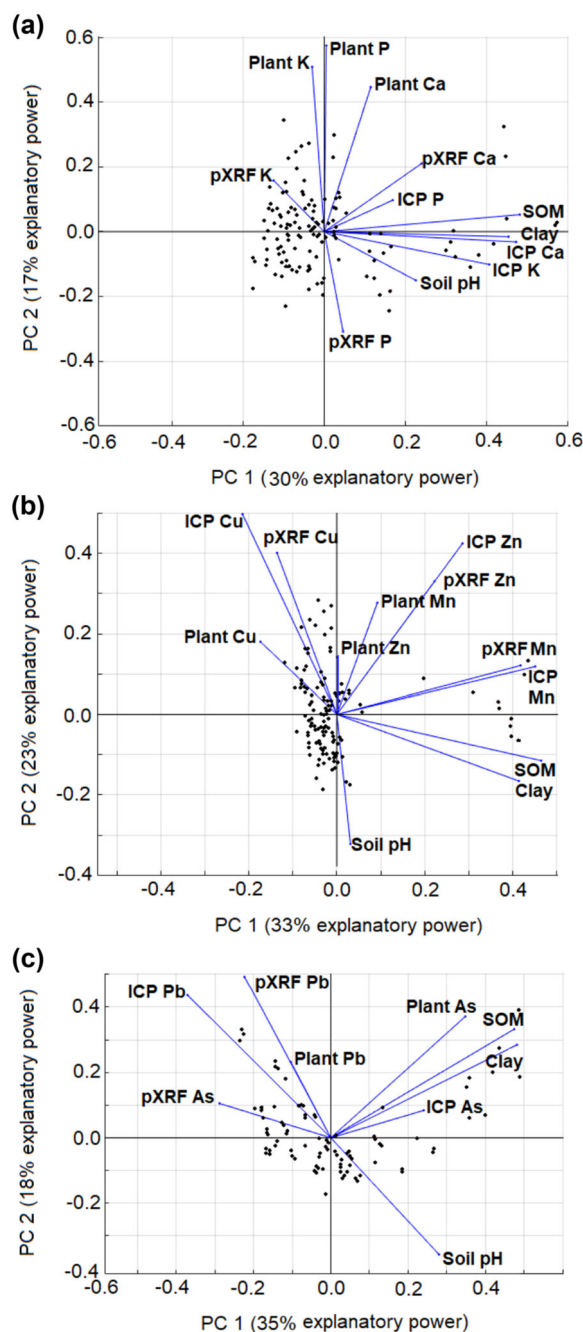 (a)
0.6
Plant P
Plant K
Plant Ca
0.4
0.2
pXRF Ca
pXRF K
ICP P
SOM
0.0
Clay
ICP Ca
ICP K
Soil pH
-0.2
pXRF P
-0.4
-0.6
-0.6 -0.4 -0.2 0.0 0.2 0.4 0.6
PC 1 (30% explanatory power)
PC 2 (17% explanatory power)
(b)
ICP Cu
pXRF Cu
ICP Zn
0.4
pXRF Zn
Plant Mn
0.2
Plant Cu
Plant Zn
pXRF Mn
ICP
Mn
0.0
SOM
Clay
-0.2
Soil pH
-0.4
-0.4 -0.2 0.0 0.2 0.4
PC 1 (33% explanatory power)
PC 2 (23% explanatory power)
(c)
pXRF Pb
ICP Pb
0.4
Plant As
SOM
Plant Pb
Clay
0.2
pXRF As
ICP As
0.0
-0.2
Soil pH
-0.4
-0.4 -0.2 0.0 0.2 0.4 0.6
PC 1 (35% explanatory power)
PC 2 (18% explanatory power)